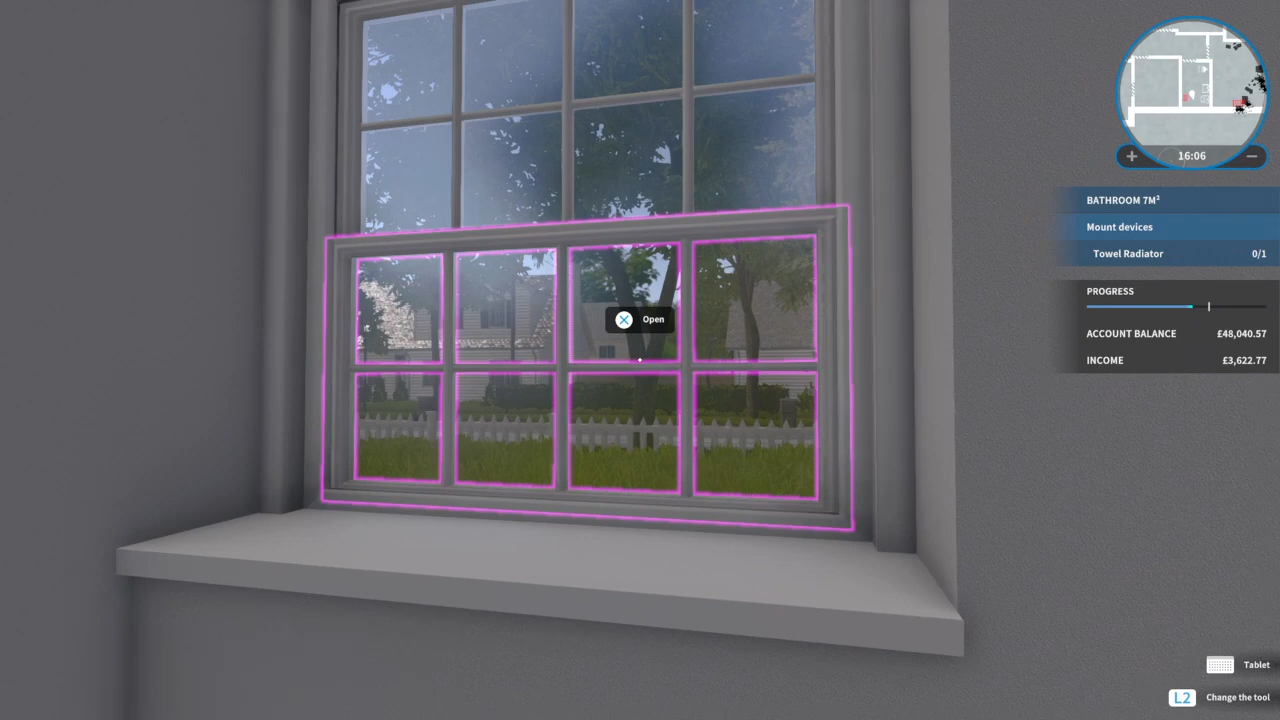 16:06
BATHROOM 7M²
Mount devices
Towel Radiator 0/1
PROGRESS
ACCOUNT BALANCE £48,040.57
INCOME £3,622.77
Open
Tablet
L2 Change the tool